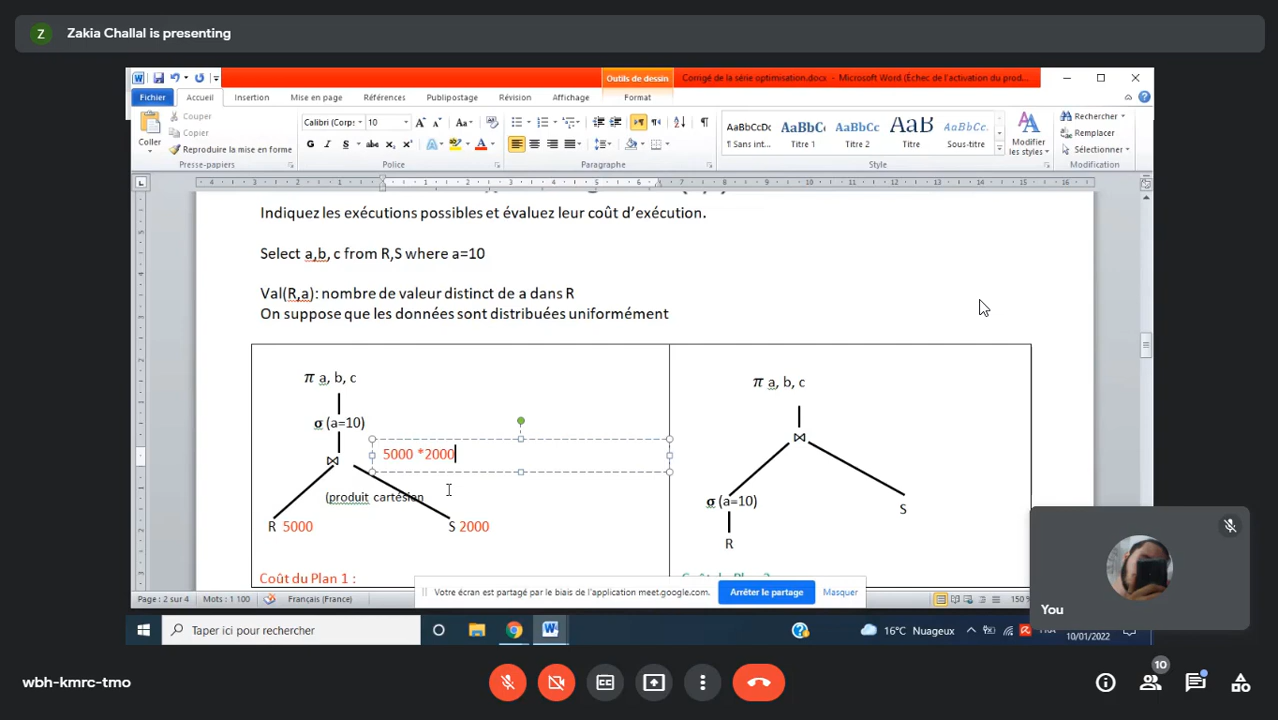 Z Zakia Challal is presenting
Outils de dessin
Corrigé de la série optimisation.docx - Microsoft Word (Échec de l'activation du prod...
Fichier Accueil Insertion Mise en page Références Publipostage Révision Affichage Format
Coller
Couper
Copier
Reproduire la mise en forme
Presse-papiers
Calibri (Corp 10
Police
Paragraphe
AaBbCcDc
¶ Sans int...
AaBbC
Titre 1
AaBbCc
Titre 2
AaB
Titre
AaBbCc.
Sous-titre
Style
Modifier
les styles
Rechercher
Remplacer
Sélectionner
Modification
Indiquez les exécutions possibles et évaluez leur coût d'exécution.
Select a,b, c from R,S where a=10
Val(R,a): nombre de valeur distinct de a dans R
On suppose que les données sont distribuées uniformément
π a, b, c
σ (a=10)
5000 *2000
⋈
(produit cartésien
R 5000
S 2000
Coût du Plan 1 :
π a, b, c
⋈
σ (a=10)
S
R
Votre écran est partagé par le biais de l'application meet.google.com.
Arrêter le partage
Masquer
Page : 2 sur 4
Mots : 1 100
Français (France)
150 %
Taper ici pour rechercher
16°C Nuageux
10/01/2022
You
wbh-kmrc-tmo
10